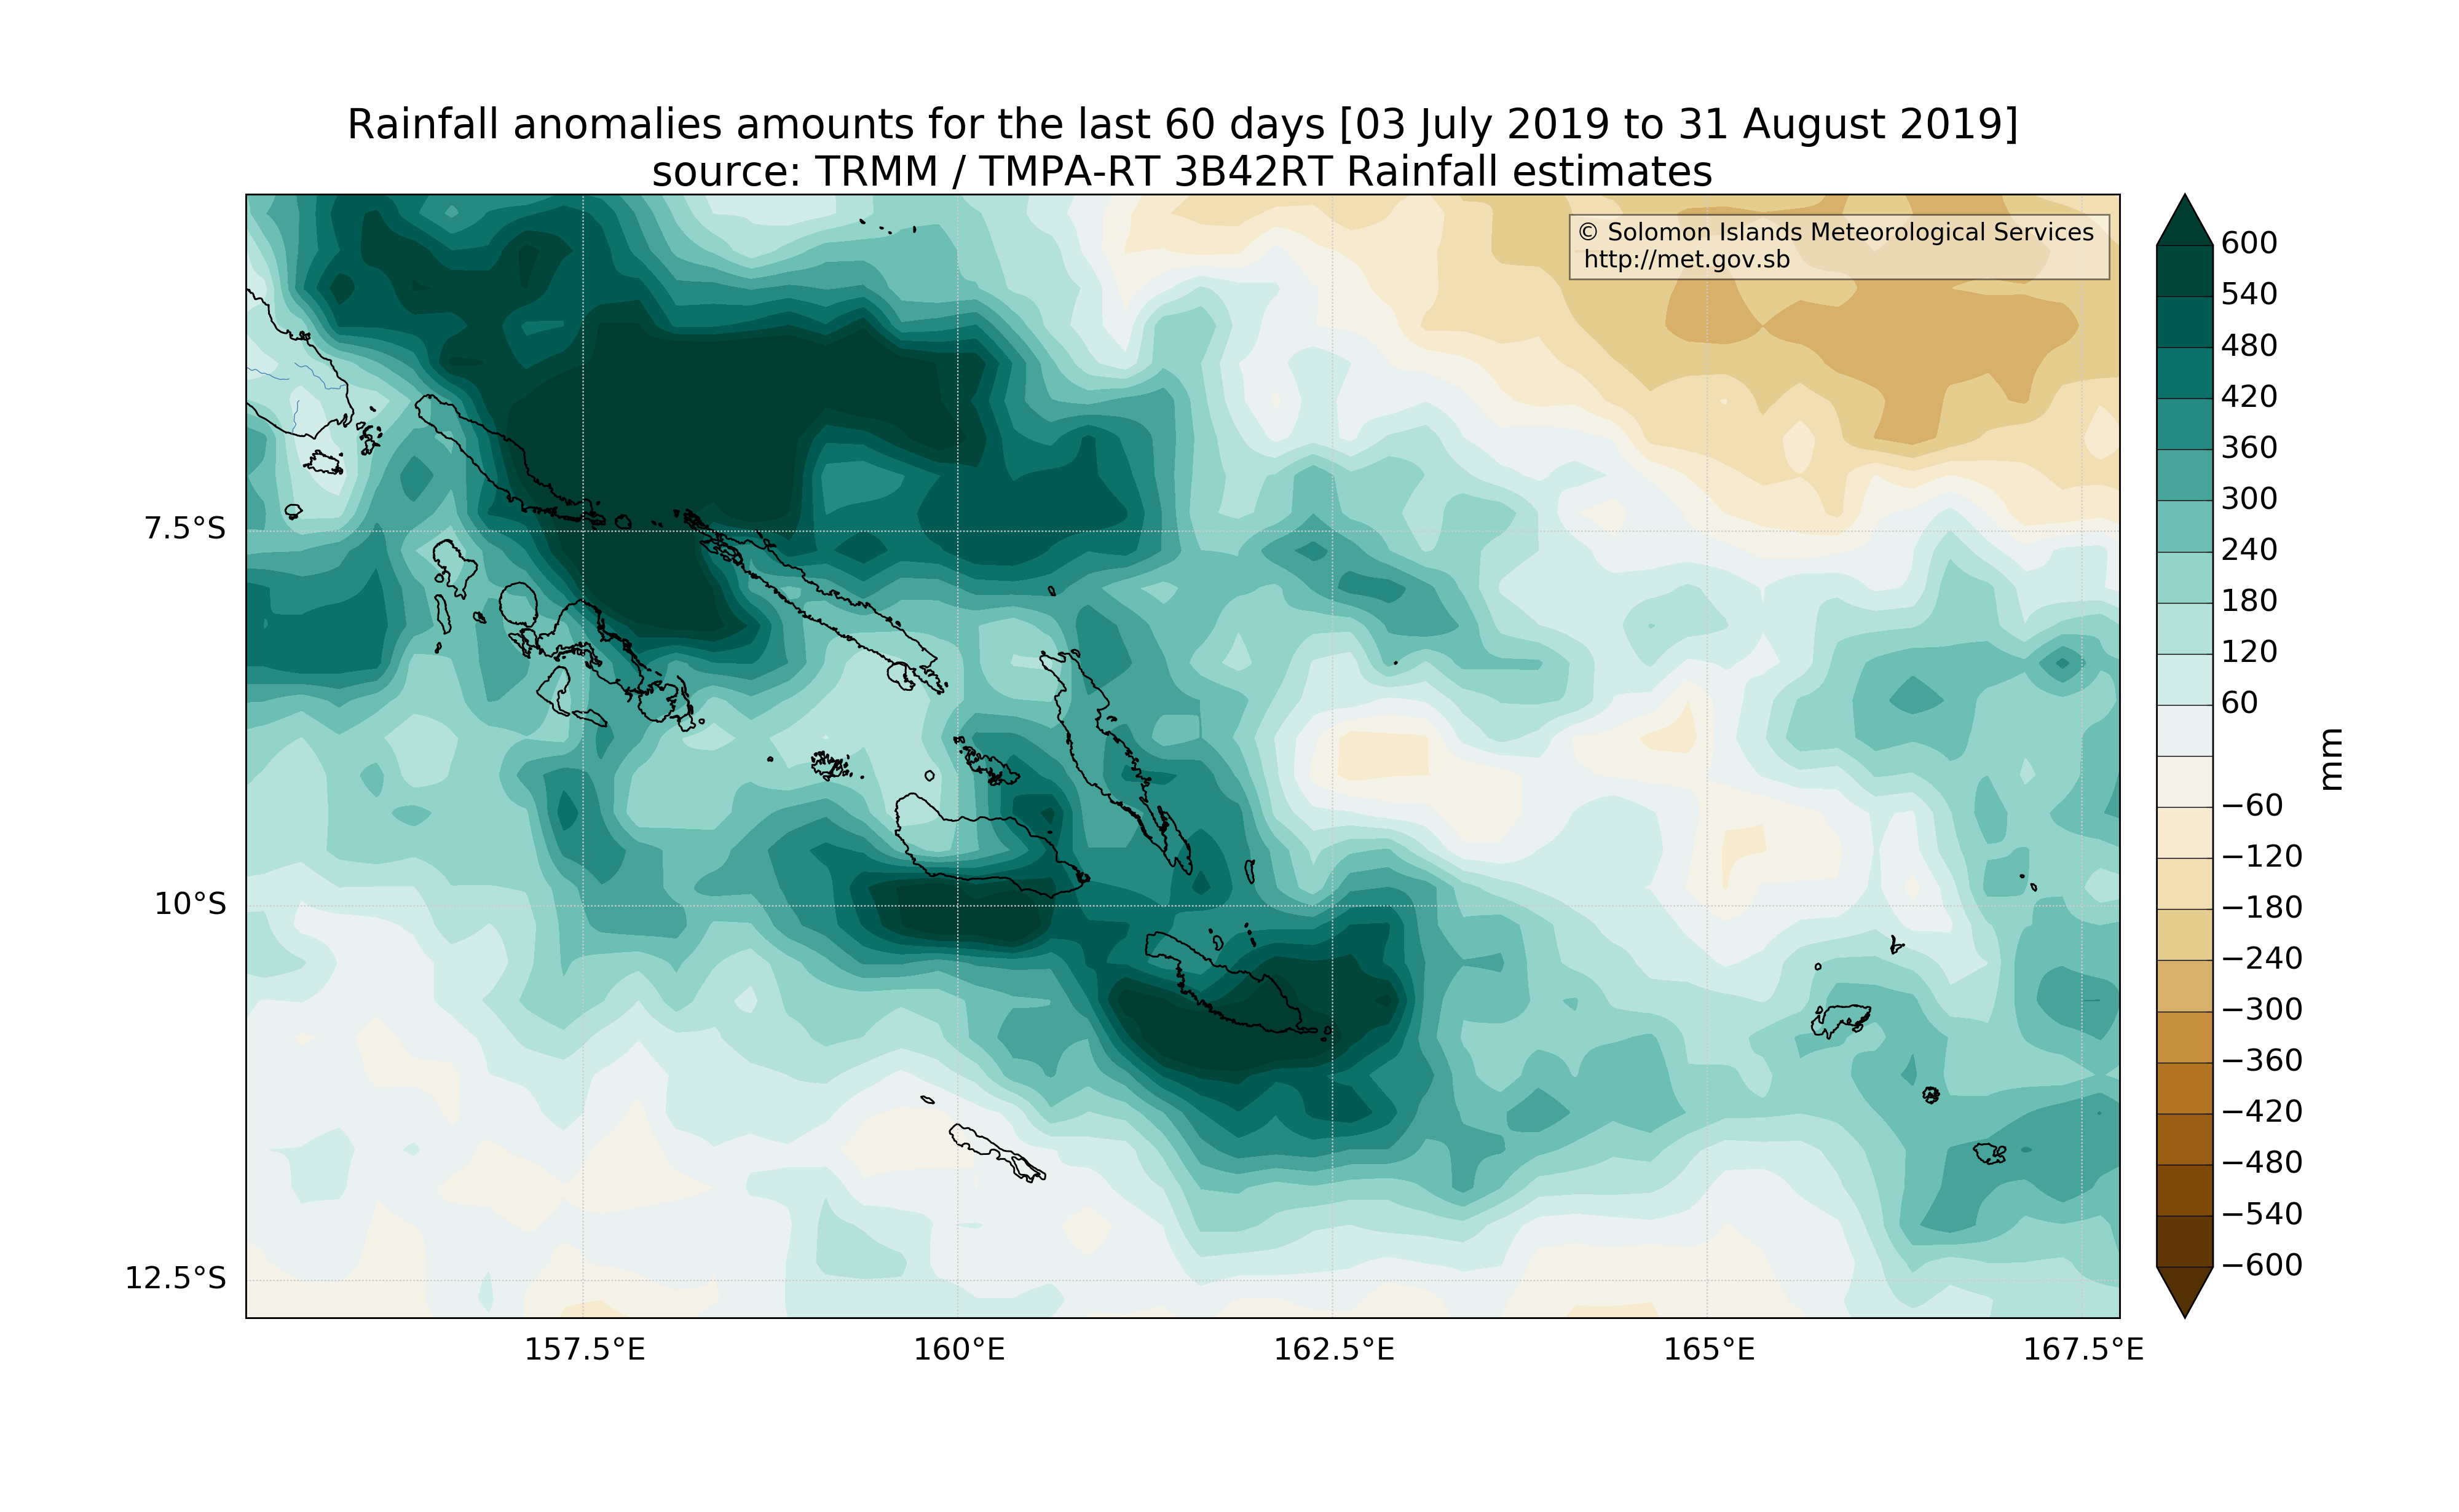 Rainfall anomalies amounts for the last 60 days [03 July 2019 to 31 August 2019]
source: TRMM / TMPA-RT 3B42RT Rainfall estimates
© Solomon Islands Meteorological Services
http://met.gov.sb
7.5°S
10°S
12.5°S
157.5°E
160°E
162.5°E
165°E
167.5°E
600
540
480
420
360
300
240
180
120
60
−60
−120
−180
−240
−300
−360
−420
−480
−540
−600
mm